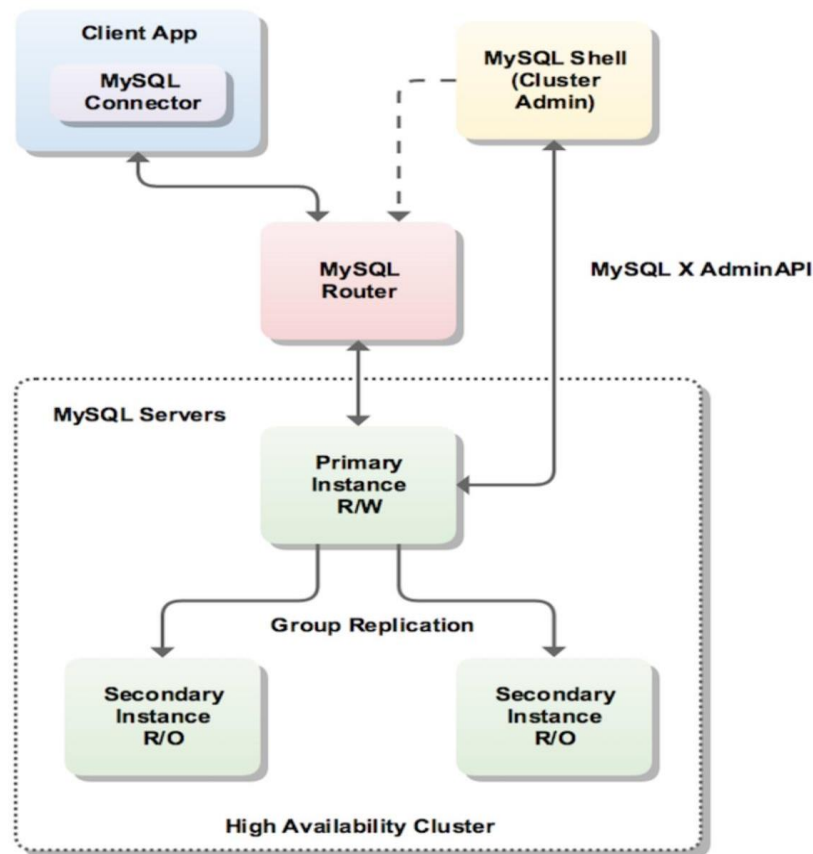 Client App
MySQL
Connector
MySQL Shell
(Cluster
Admin)
MySQL
Router
MySQL X AdminAPI
MySQL Servers
Primary
Instance
R/W
Group Replication
Secondary
Instance
R/O
Secondary
Instance
R/O
High Availability Cluster